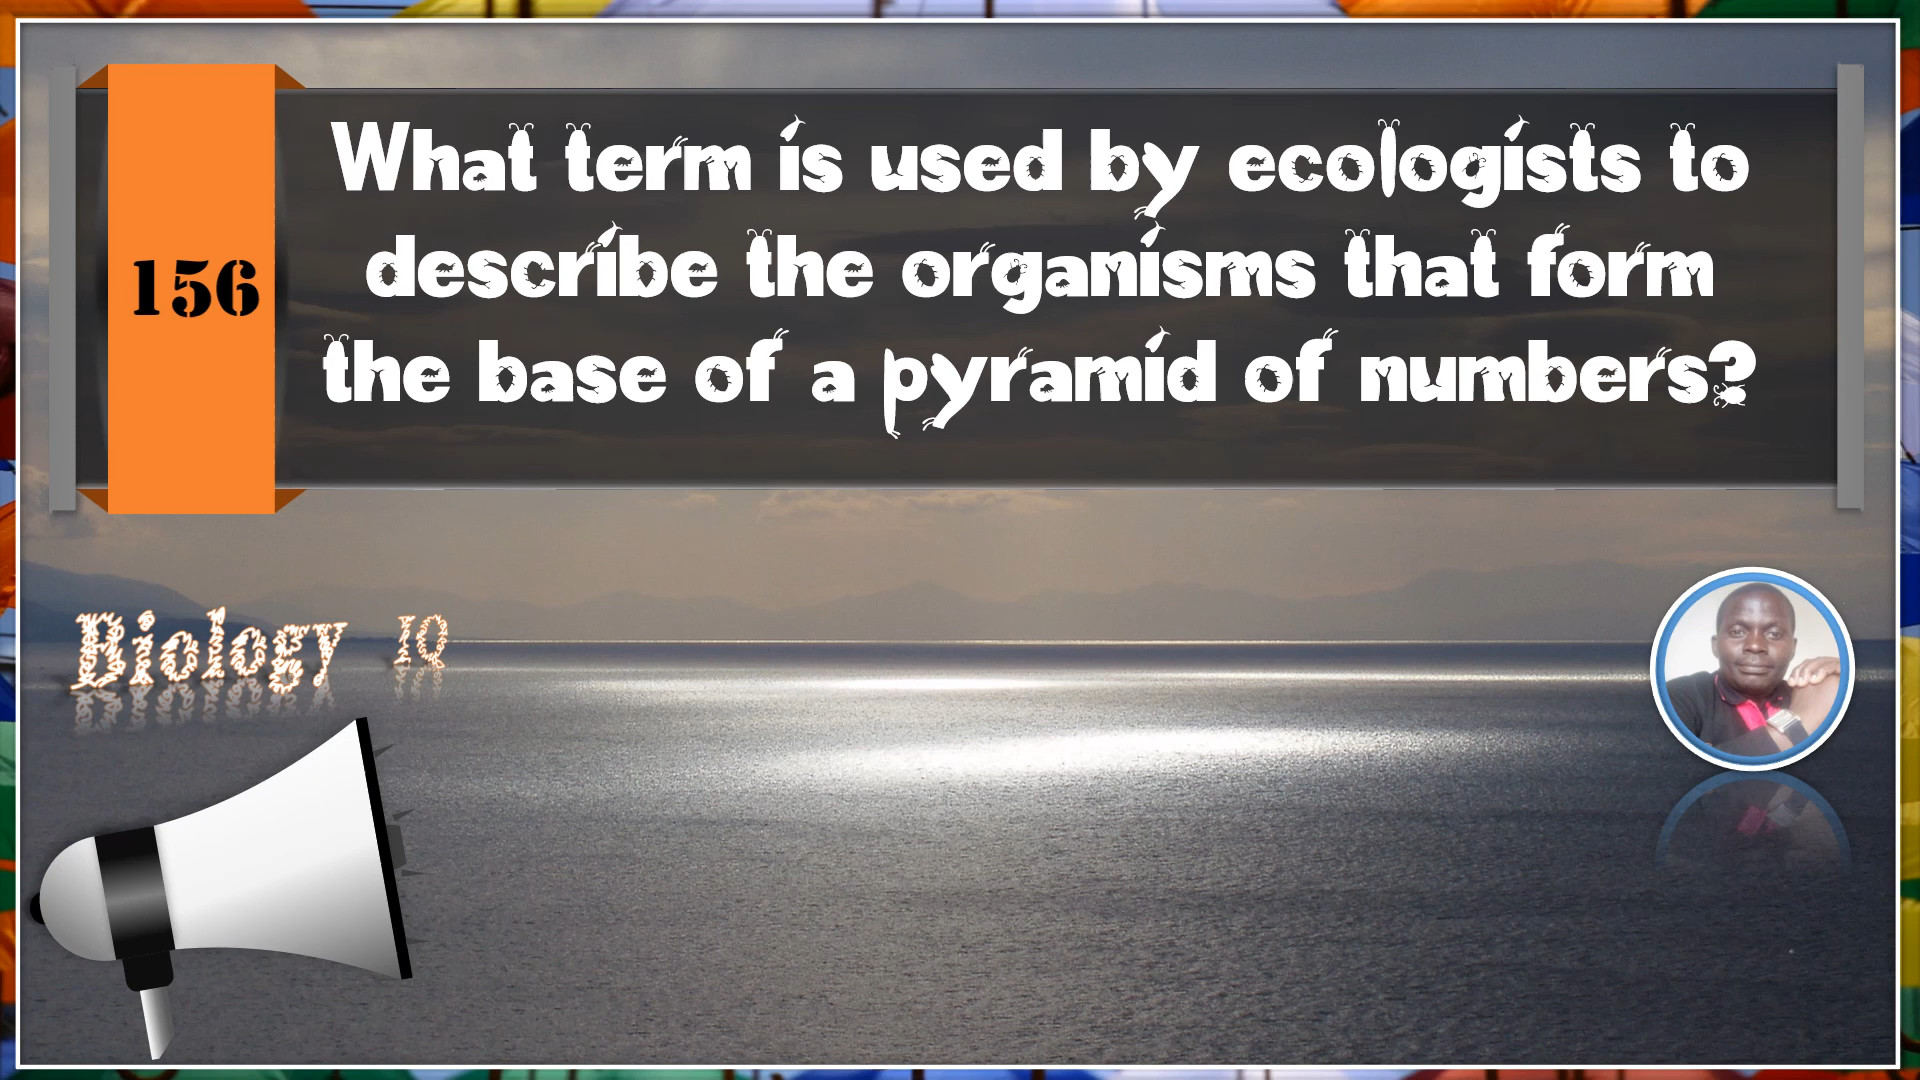 156
What term is used by ecologists to
describe the organisms that form
the base of a pyramid of numbers?
Biology 10